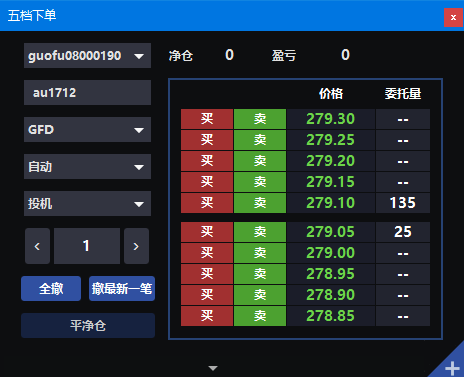 五档下单 x
guofu08000190 净仓 0 盈亏 0
au1712
GFD
自动
投机
< 1 >
全撤 撤最新一笔
平净仓
价格 委托量
买 卖 279.30 --
买 卖 279.25 --
买 卖 279.20 --
买 卖 279.15 --
买 卖 279.10 135
买 卖 279.05 25
买 卖 279.00 --
买 卖 278.95 --
买 卖 278.90 --
买 卖 278.85 --
+